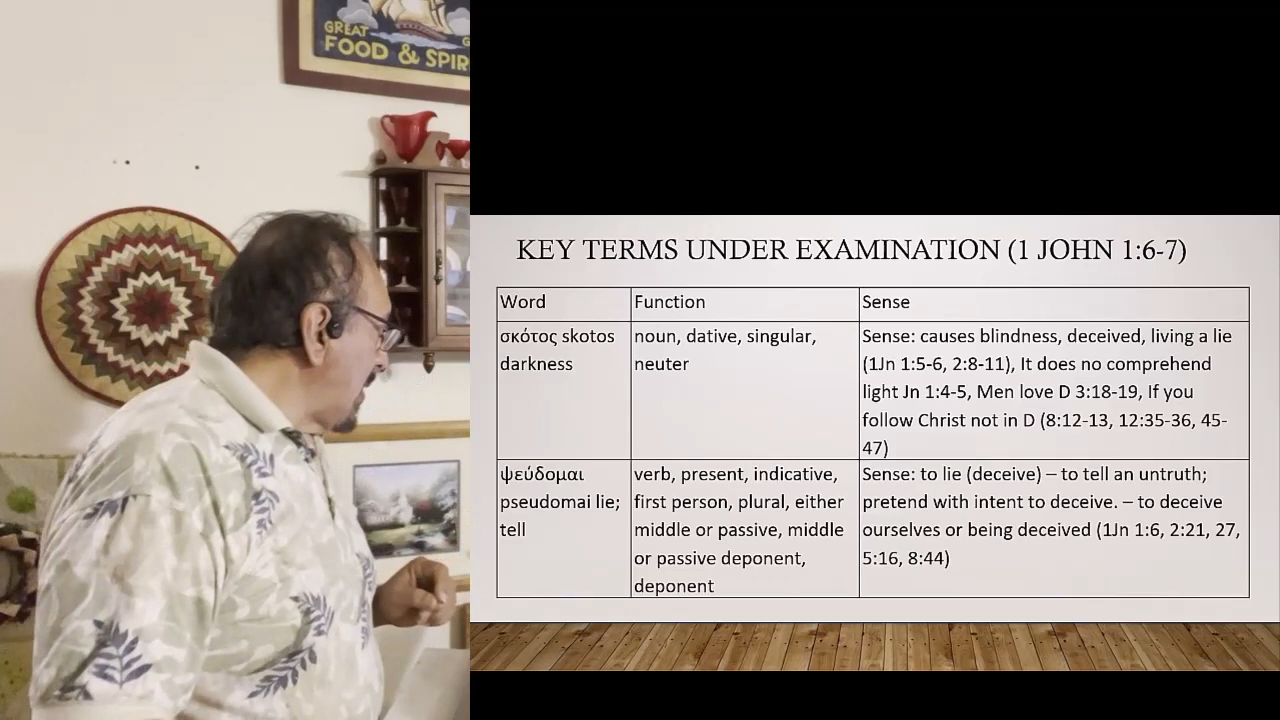 GREAT
FOOD &
KEY TERMS UNDER EXAMINATION (1 JOHN 1:6-7)
Word
Function
Sense
σκότος skotos
darkness
noun, dative, singular,
neuter
Sense: causes blindness, deceived, living a lie
(1Jn 1:5-6, 2:8-11), It does no comprehend
light Jn 1:4-5, Men love D 3:18-19, If you
follow Christ not in D (8:12-13, 12:35-36, 45-
47)
ψεύδομαι
pseudomai lie;
tell
verb, present, indicative,
first person, plural, either
middle or passive, middle
or passive deponent,
deponent
Sense: to lie (deceive) – to tell an untruth;
pretend with intent to deceive. – to deceive
ourselves or being deceived (1Jn 1:6, 2:21, 27,
5:16, 8:44)